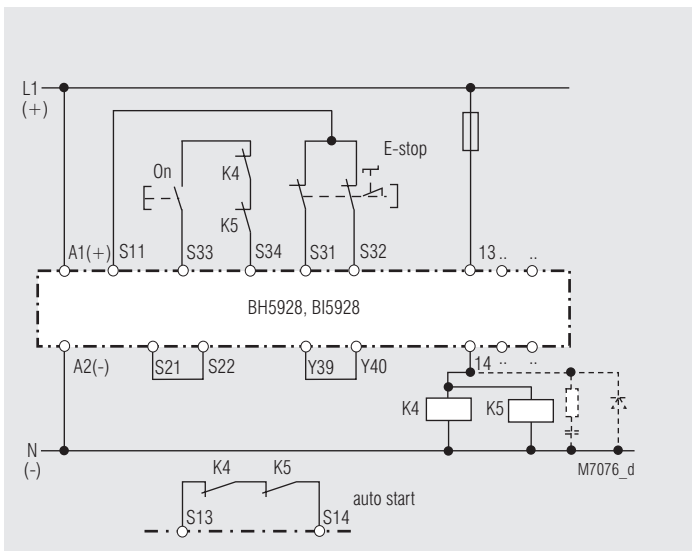 L1
(+)
E-stop
On
K4
K5
A1(+) S11 S33 S34 S31 S32 13 .. ..
BH5928, BI5928
A2(-) S21 S22 Y39 Y40 14 .. ..
K4 K5
N
(-)
M7076_d
K4 K5
auto start
S13 S14